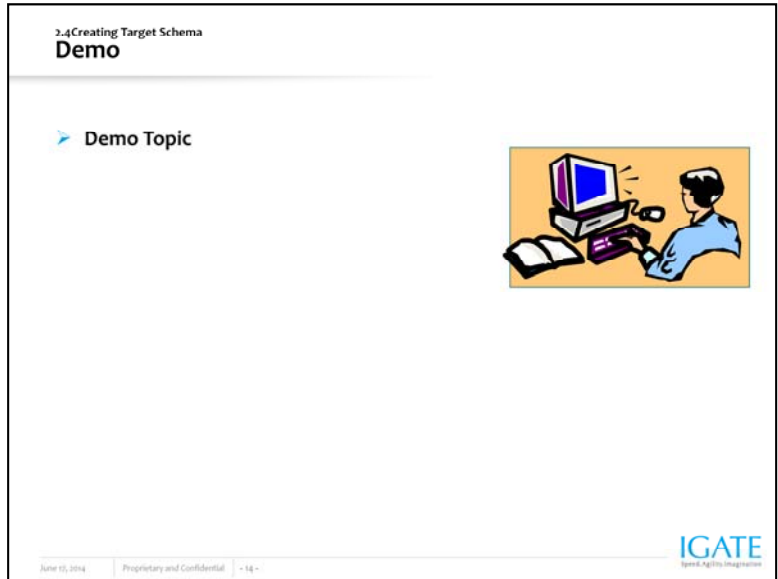 2.4Creating Target Schema
Demo
Demo Topic
IGATE
Speed.Agility.Imagination
June 17, 2014 Proprietary and Confidential - 14 -